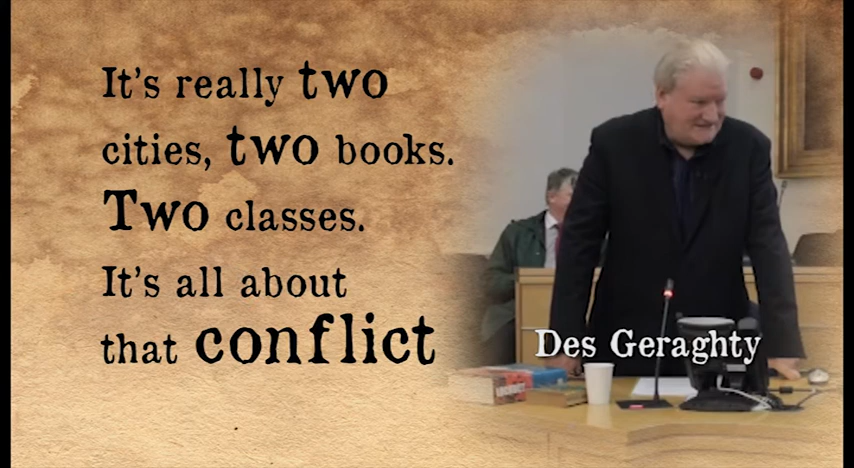 It's really two
cities, two books.
Two classes.
It's all about
that conflict
Des Geraghty